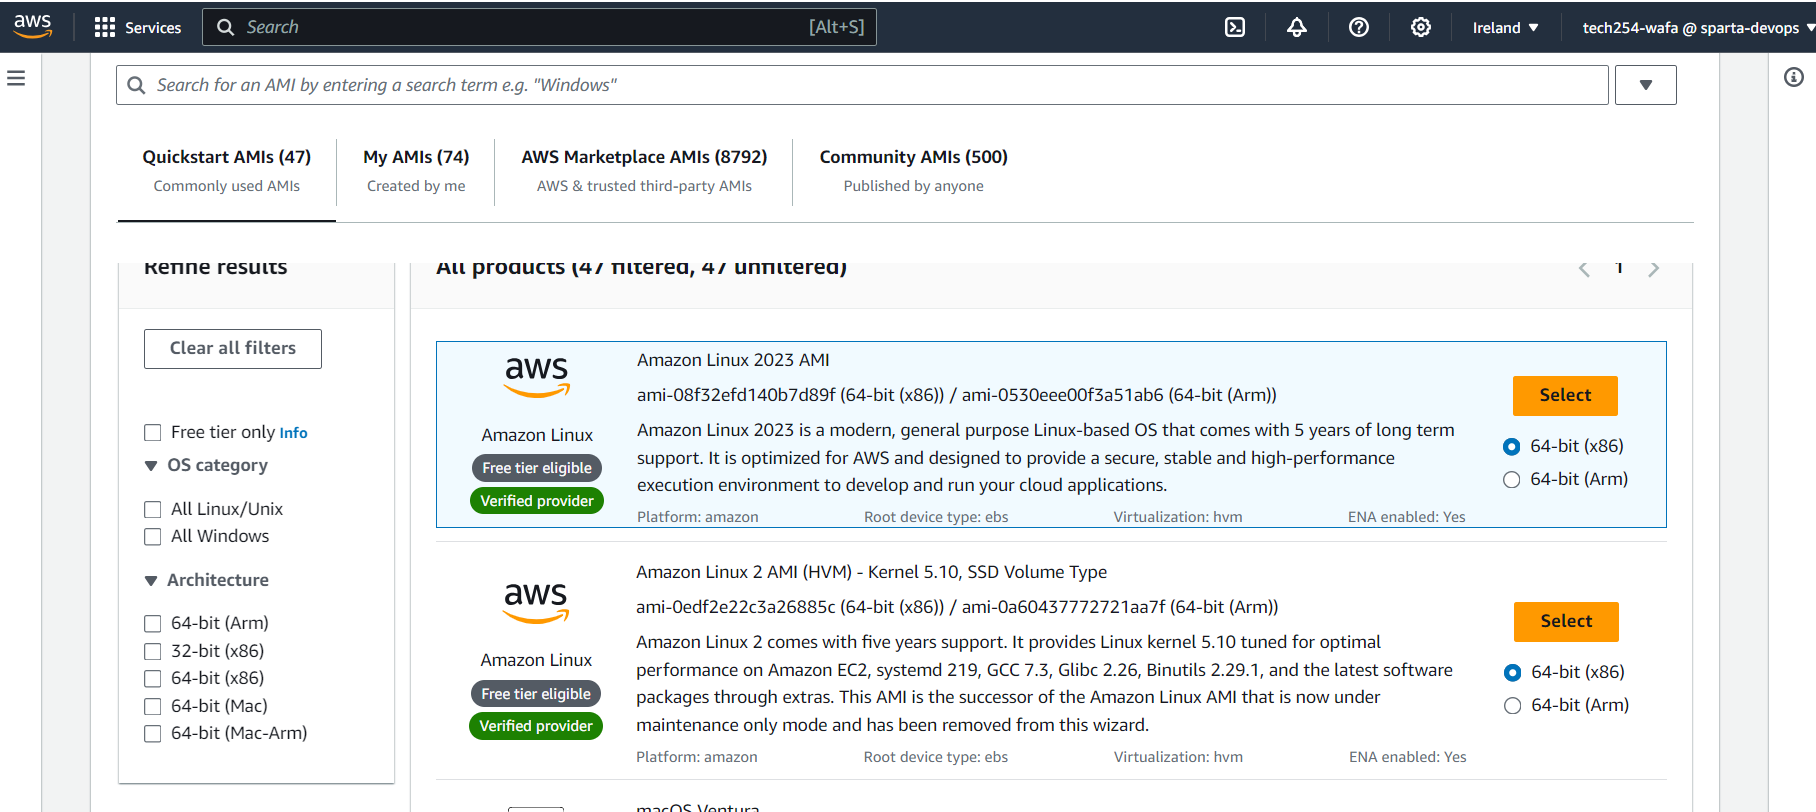 aws
Services
Search
[Alt+S]
Ireland
tech254-wafa @ sparta-devops
Search for an AMI by entering a search term e.g. "Windows"
Quickstart AMIs (47)
Commonly used AMIs
My AMIs (74)
Created by me
AWS Marketplace AMIs (8792)
AWS & trusted third-party AMIs
Community AMIs (500)
Published by anyone
Refine results
Clear all filters
Free tier only Info
OS category
All Linux/Unix
All Windows
Architecture
64-bit (Arm)
32-bit (x86)
64-bit (x86)
64-bit (Mac)
64-bit (Mac-Arm)
All products (47 filtered, 47 unfiltered)
1
aws
Amazon Linux
Free tier eligible
Verified provider
Amazon Linux 2023 AMI
ami-08f32efd140b7d89f (64-bit (x86)) / ami-0530eee00f3a51ab6 (64-bit (Arm))
Amazon Linux 2023 is a modern, general purpose Linux-based OS that comes with 5 years of long term
support. It is optimized for AWS and designed to provide a secure, stable and high-performance
execution environment to develop and run your cloud applications.
Platform: amazon Root device type: ebs Virtualization: hvm ENA enabled: Yes
Select
64-bit (x86)
64-bit (Arm)
aws
Amazon Linux
Free tier eligible
Verified provider
Amazon Linux 2 AMI (HVM) - Kernel 5.10, SSD Volume Type
ami-0edf2e22c3a26885c (64-bit (x86)) / ami-0a60437772721aa7f (64-bit (Arm))
Amazon Linux 2 comes with five years support. It provides Linux kernel 5.10 tuned for optimal
performance on Amazon EC2, systemd 219, GCC 7.3, Glibc 2.26, Binutils 2.29.1, and the latest software
packages through extras. This AMI is the successor of the Amazon Linux AMI that is now under
maintenance only mode and has been removed from this wizard.
Platform: amazon Root device type: ebs Virtualization: hvm ENA enabled: Yes
Select
64-bit (x86)
64-bit (Arm)
macOS Ventura